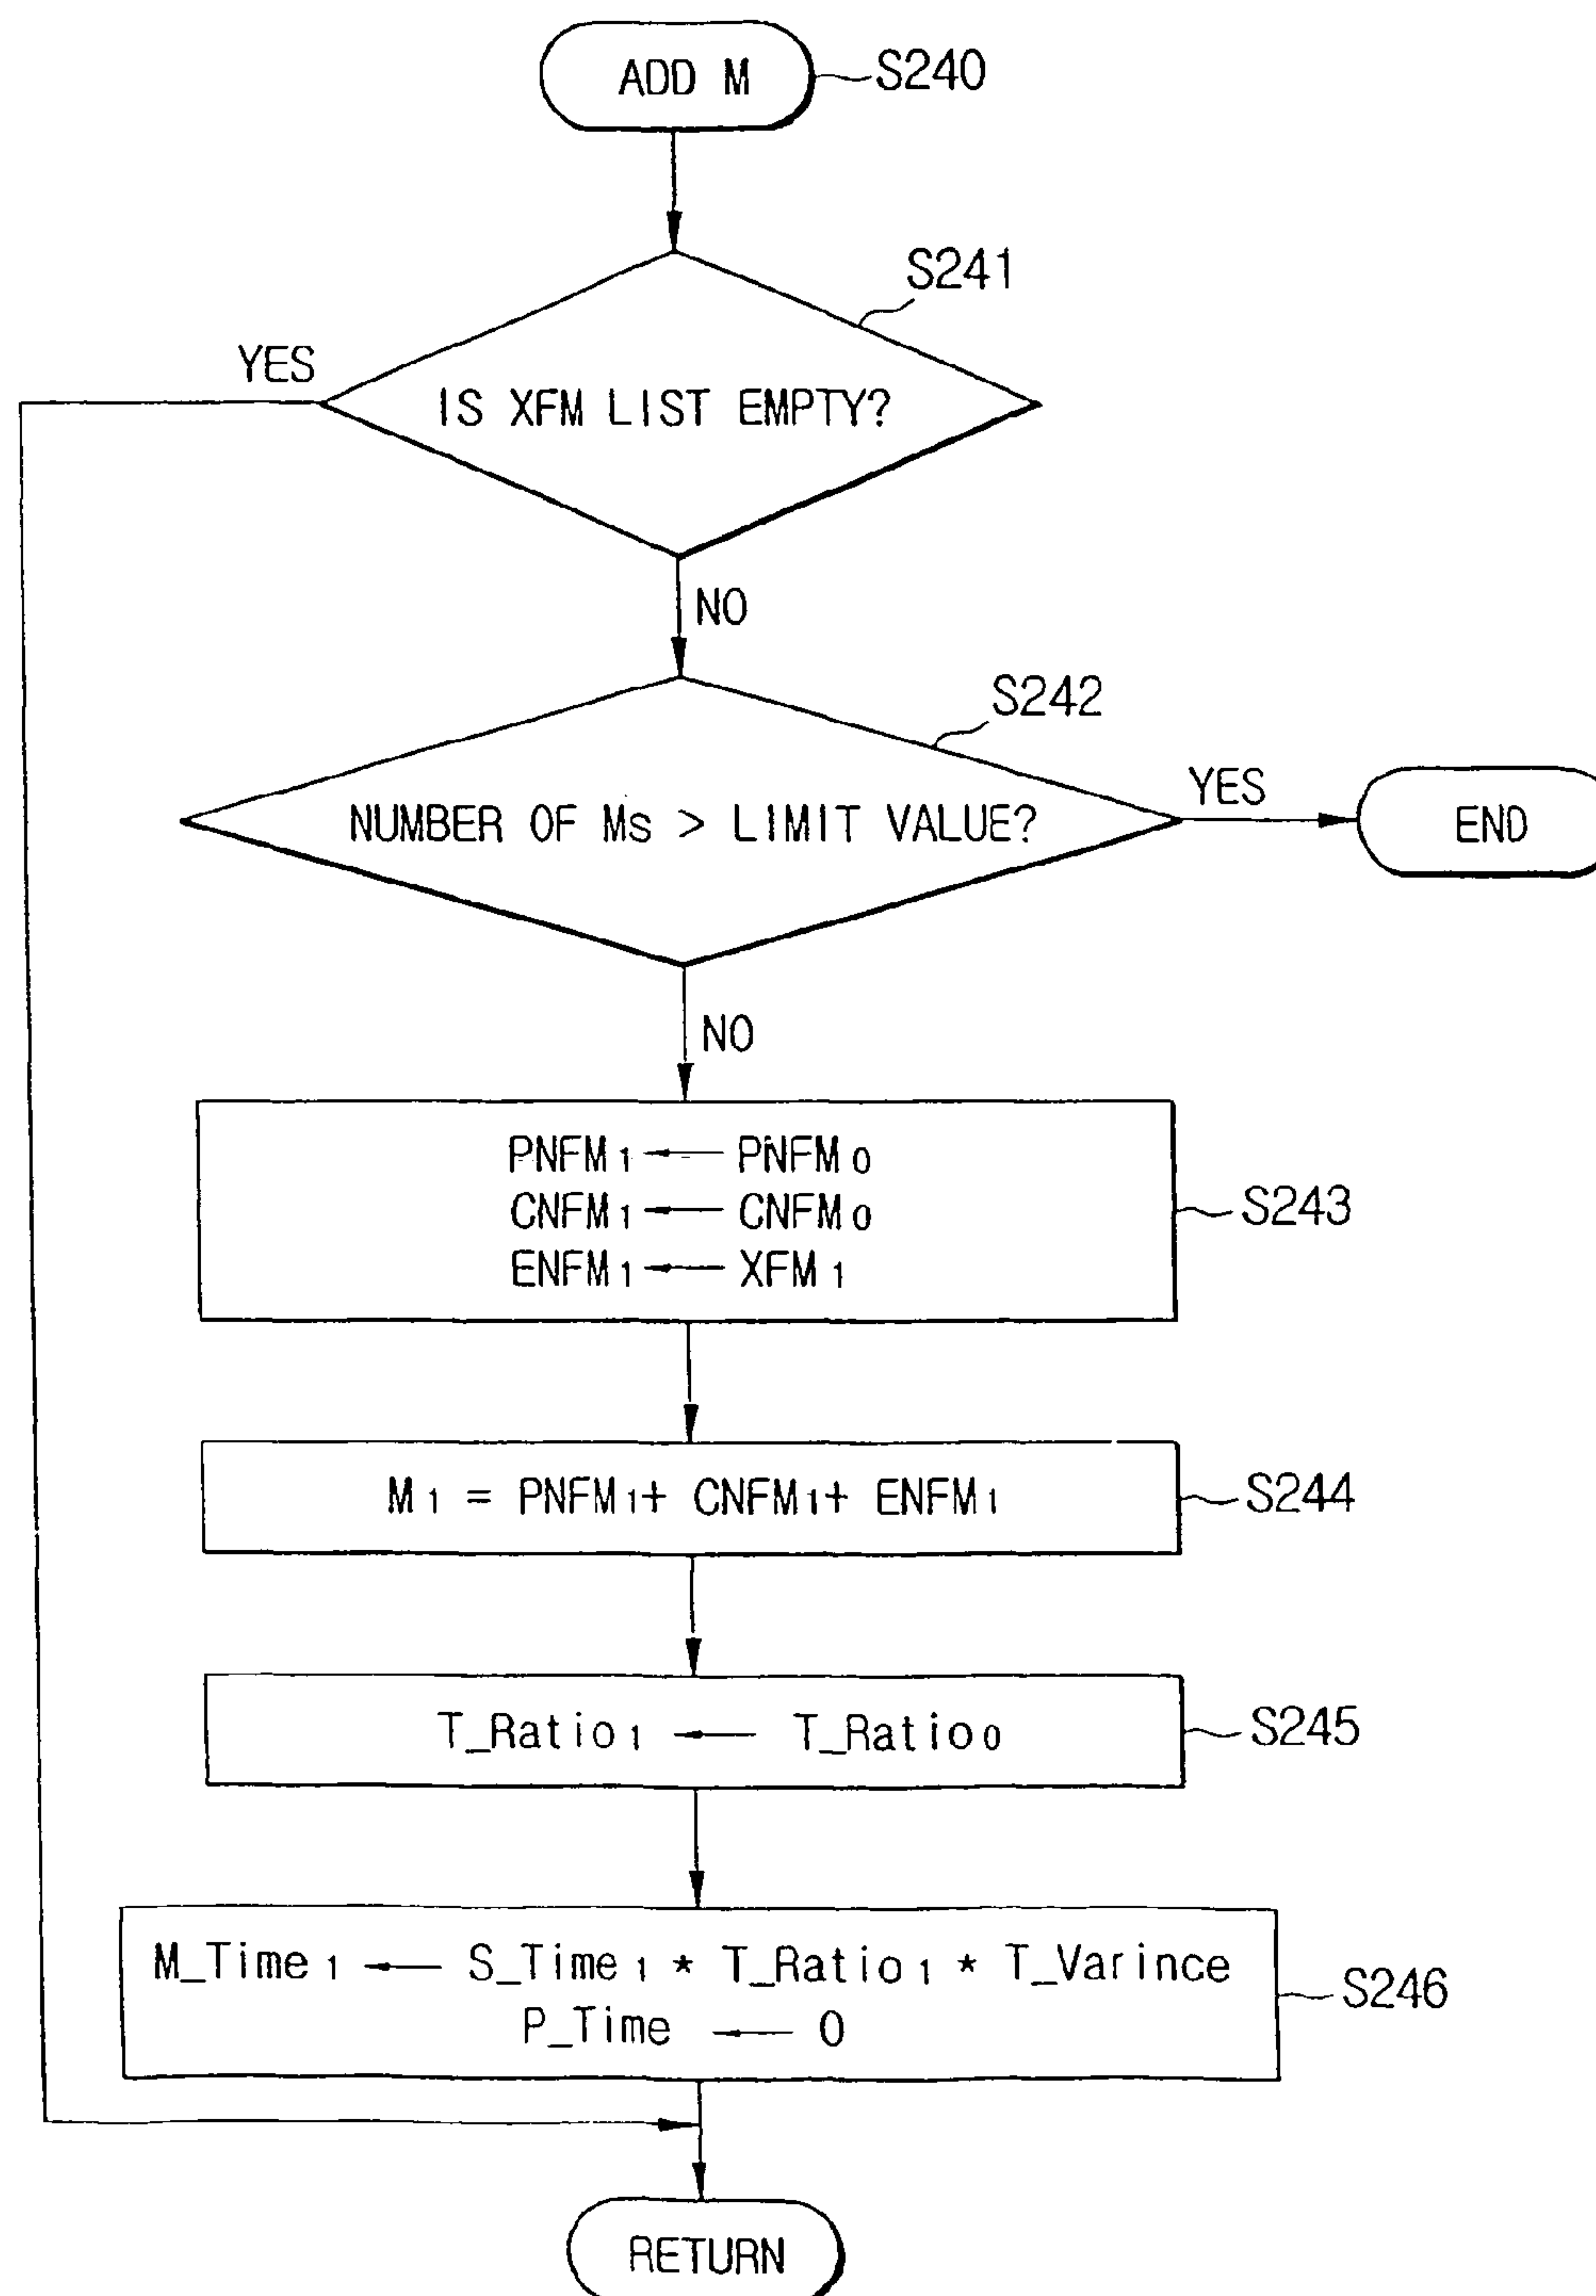 ADD M
S240
S241
YES
IS XFM LIST EMPTY?
NO
S242
NUMBER OF Ms > LIMIT VALUE?
YES
END
NO
PNFM1 ← PNFM0
CNFM1 ← CNFM0
ENFM1 ← XFM1
S243
M1 = PNFM1+ CNFM1+ ENFM1
S244
T_Ratio1 ← T_Ratio0
S245
M_Time1 ← S_Time1 * T_Ratio1 * T_Varince
P_Time ← 0
S246
RETURN